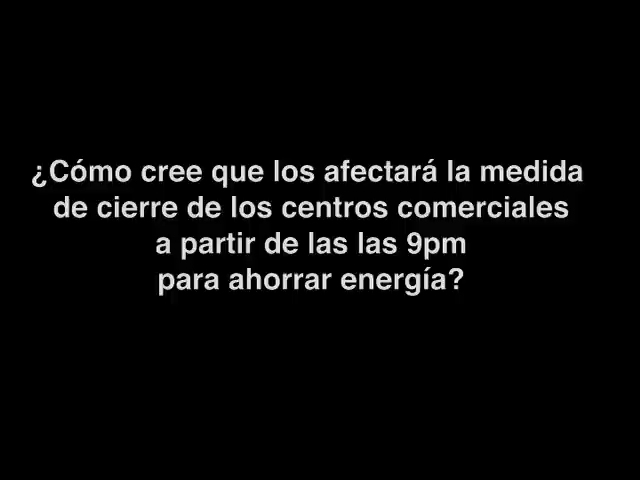 ¿Cómo cree que los afectará la medida
de cierre de los centros comerciales
a partir de las las 9pm
para ahorrar energía?